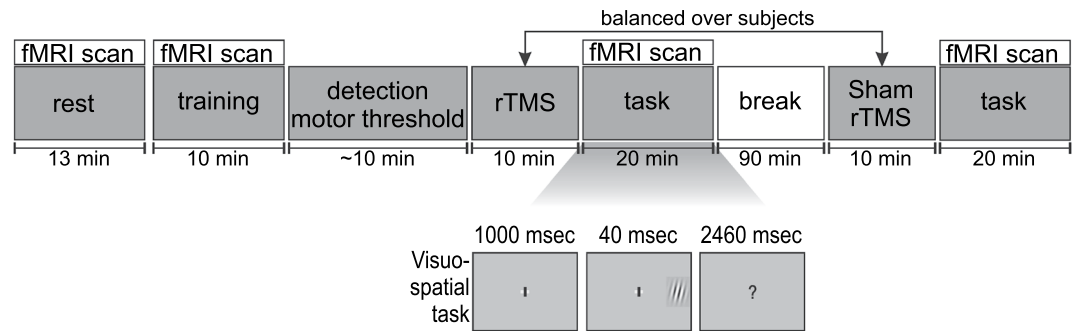 balanced over subjects
fMRI scan
fMRI scan
fMRI scan
fMRI scan
rest
training
detection
motor threshold
rTMS
task
break
Sham
rTMS
task
13 min
10 min
~10 min
10 min
20 min
90 min
10 min
20 min
1000 msec
40 msec
2460 msec
Visuo-
spatial
task
?